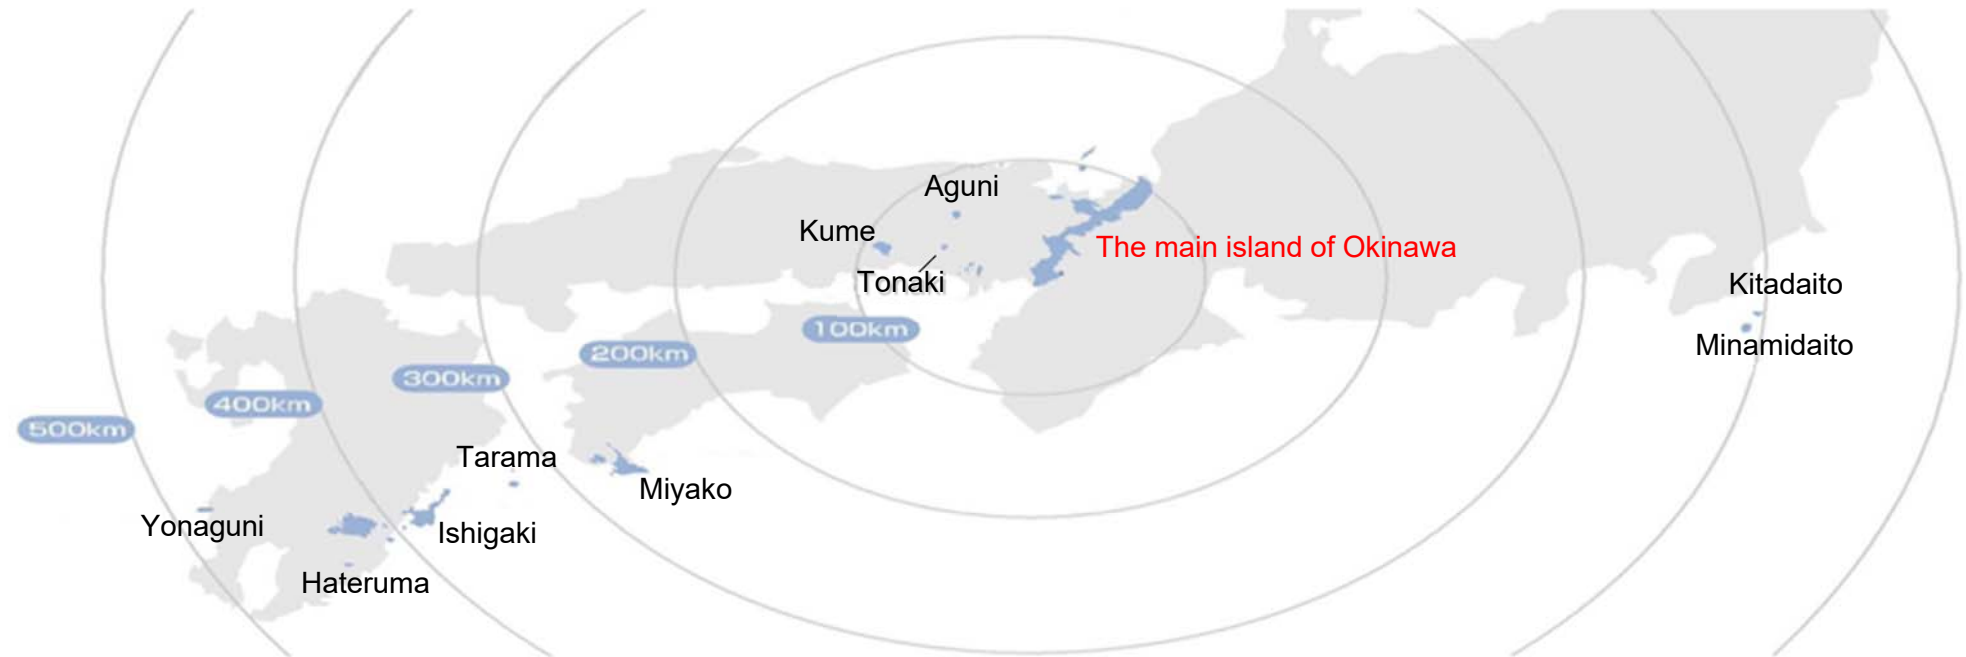 Aguni
Kume
The main island of Okinawa
Tonaki
Kitadaito
100km
Minamidaito
200km
300km
400km
500km
Tarama
Miyako
Yonaguni
Ishigaki
Hateruma